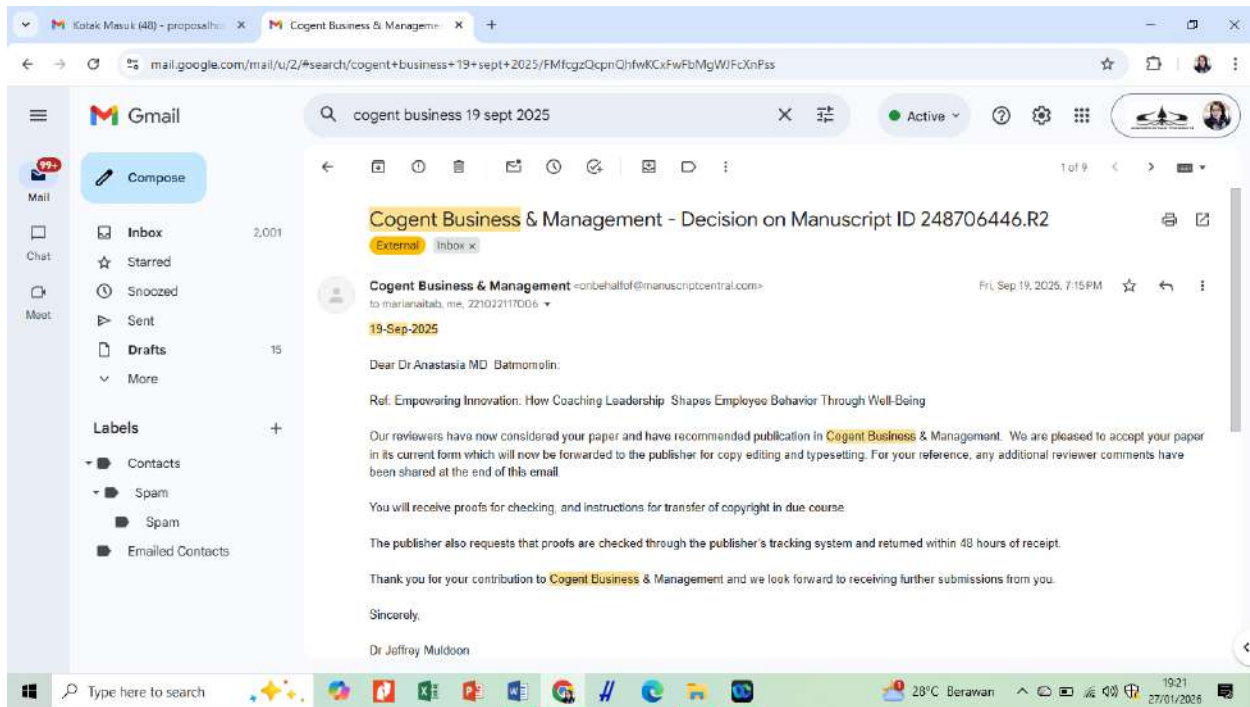 Kotak Masuk (48) - proposalho
Cogent Business & Manageme
mail.google.com/mail/u/2/#search/cogent+business+19+sept+2025/FMfcgzQcpnQhfwKCxFwFbMgWJFcXnPss
Gmail
cogent business 19 sept 2025
Active
99+
Mail
Compose
1 of 9
Chat
Meet
Inbox 2,001
Starred
Snoozed
Sent
Drafts 15
More
Labels
Contacts
Spam
Spam
Emailed Contacts
Cogent Business & Management - Decision on Manuscript ID 248706446.R2
External Inbox x
Cogent Business & Management <onbehalfof@manuscriptcentral.com> Fri, Sep 19, 2025, 7:15 PM
to marianaitab, me, 221022117006
19-Sep-2025
Dear Dr Anastasia MD Batmomolin:
Ref: Empowering Innovation: How Coaching Leadership Shapes Employee Behavior Through Well-Being
Our reviewers have now considered your paper and have recommended publication in Cogent Business & Management. We are pleased to accept your paper
in its current form which will now be forwarded to the publisher for copy editing and typesetting. For your reference, any additional reviewer comments have
been shared at the end of this email.
You will receive proofs for checking, and instructions for transfer of copyright in due course.
The publisher also requests that proofs are checked through the publisher's tracking system and returned within 48 hours of receipt.
Thank you for your contribution to Cogent Business & Management and we look forward to receiving further submissions from you.
Sincerely,
Dr Jeffrey Muldoon
Type here to search
28°C Berawan
19:21
27/01/2026